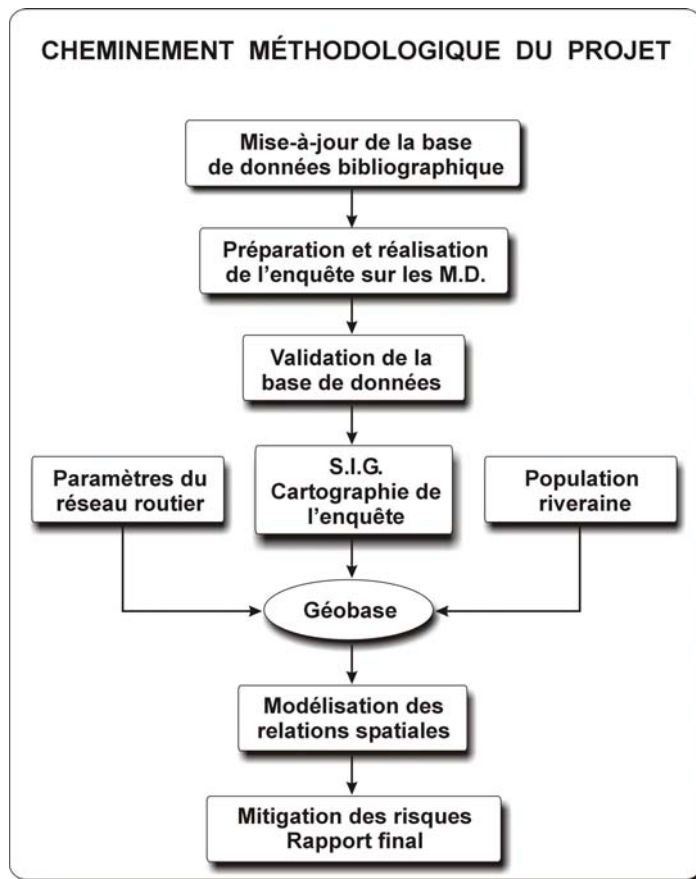 CHEMINEMENT MÉTHODOLOGIQUE DU PROJET
Mise-à-jour de la base
de données bibliographique
Préparation et réalisation
de l'enquête sur les M.D.
Validation de la
base de données
Paramètres du
réseau routier
S.I.G.
Cartographie de
l'enquête
Population
riveraine
Géobase
Modélisation des
relations spatiales
Mitigation des risques
Rapport final